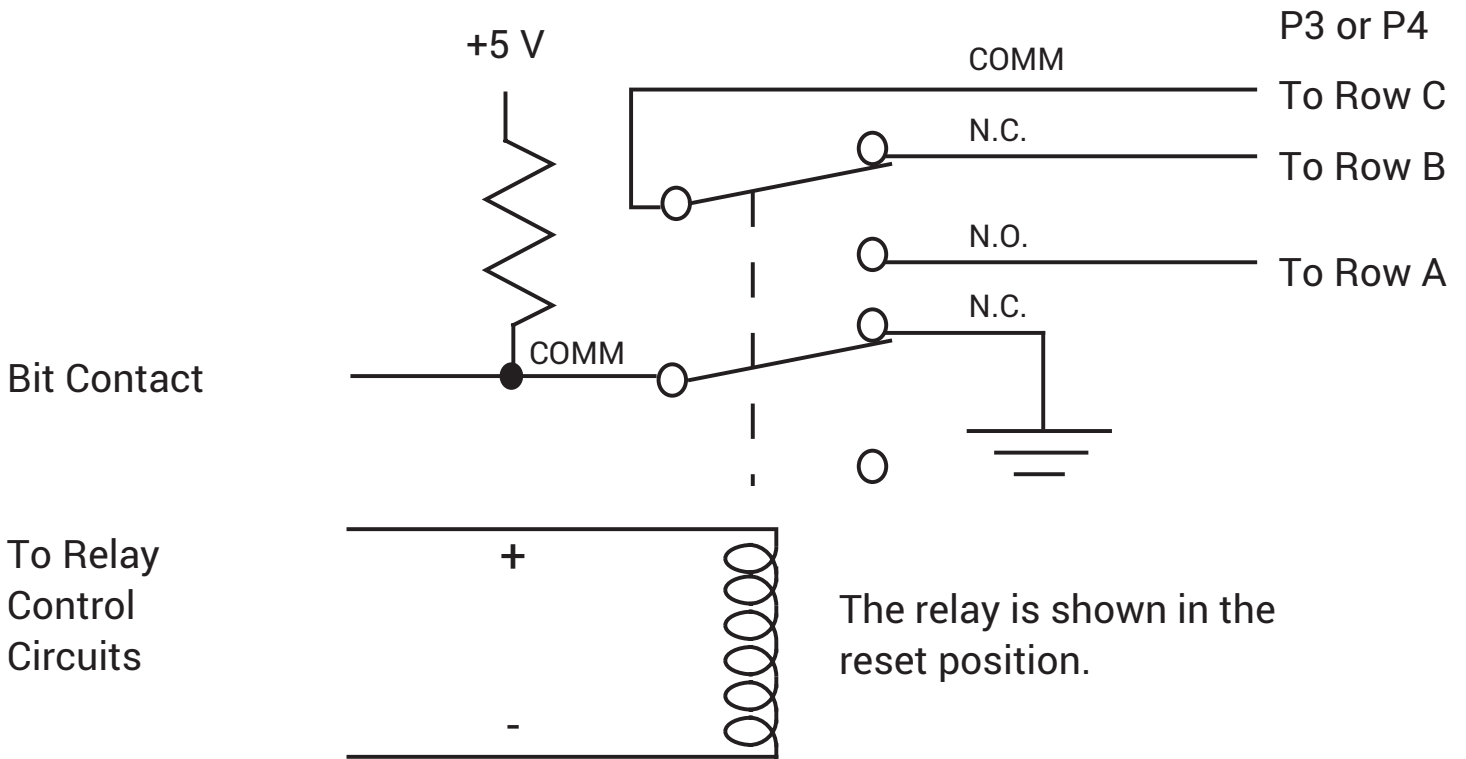 P3 or P4
+5 V
COMM
To Row C
N.C.
To Row B
N.O.
To Row A
N.C.
COMM
Bit Contact
To Relay
Control
Circuits
+
-
The relay is shown in the
reset position.